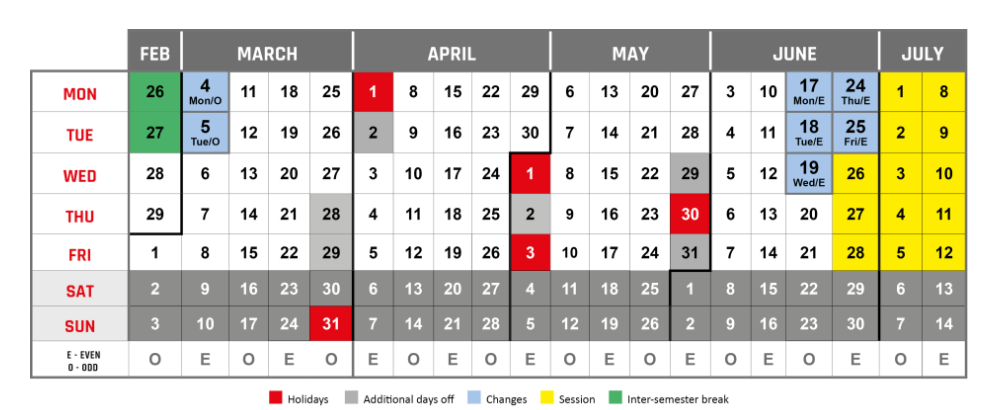 FEB MARCH APRIL MAY JUNE JULY
MON 26 4 11 18 25 1 8 15 22 29 6 13 20 27 3 10 17 24 1 8
Mon/O Mon/E Thu/E
TUE 27 5 12 19 26 2 9 16 23 30 7 14 21 28 4 11 18 25 2 9
Tue/O Tue/E Fri/E
WED 28 6 13 20 27 3 10 17 24 1 8 15 22 29 5 12 19 26 3 10
Wed/E
THU 29 7 14 21 28 4 11 18 25 2 9 16 23 30 6 13 20 27 4 11
FRI 1 8 15 22 29 5 12 19 26 3 10 17 24 31 7 14 21 28 5 12
SAT 2 9 16 23 30 6 13 20 27 4 11 18 25 1 8 15 22 29 6 13
SUN 3 10 17 24 31 7 14 21 28 5 12 19 26 2 9 16 23 30 7 14
E - EVEN
O - ODD
O E O E O E O E O E O E O E O E O E O E
Holidays Additional days off Changes Session Inter-semester break